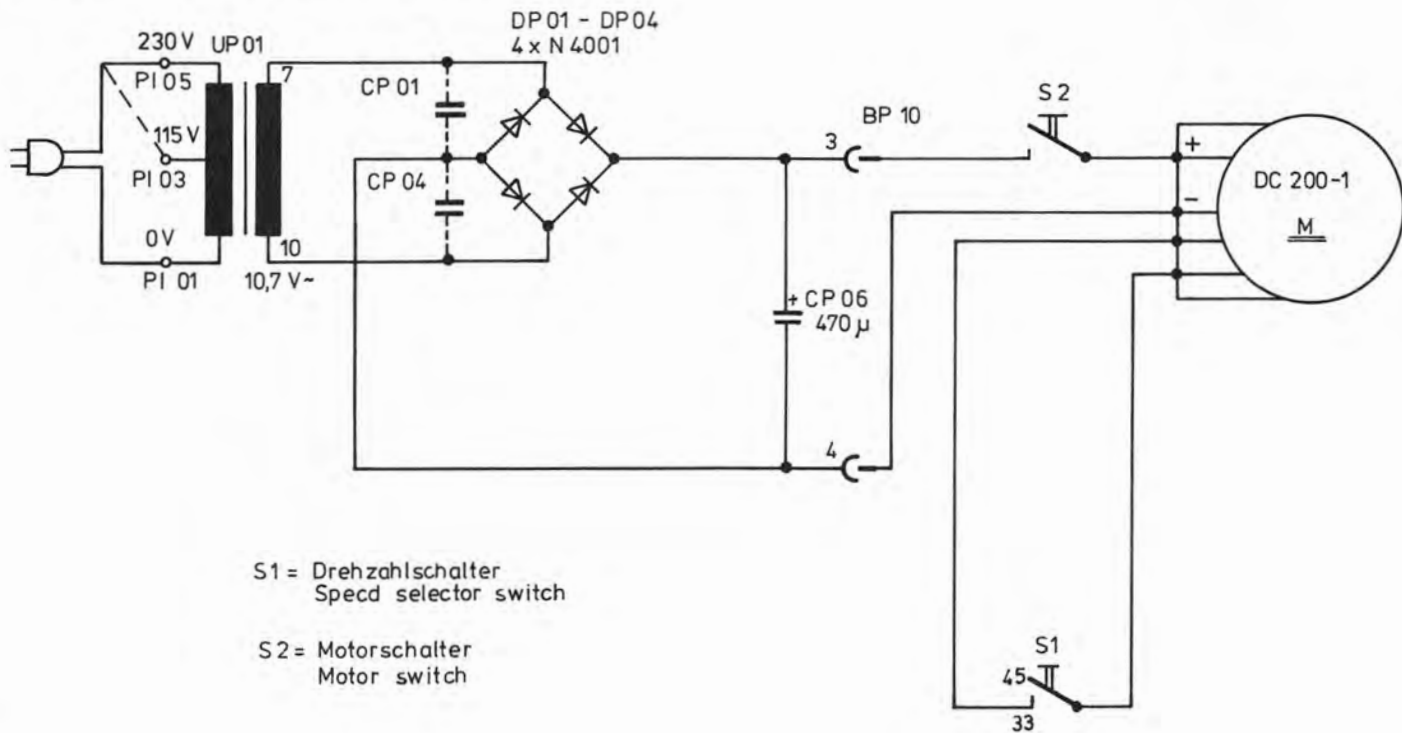 DP 01 - DP 04
4 x N 4001
230 V
UP 01
PI 05
7
CP 01
115 V
PI 03
CP 04
0V
10
PI 01
10,7 V~
3
BP 10
S 2
+
DC 200-1
−
M
+ CP 06
470 µ
4
S1 = Drehzahlschalter
Specd selector switch
S 2 = Motorschalter
Motor switch
S1
45
33